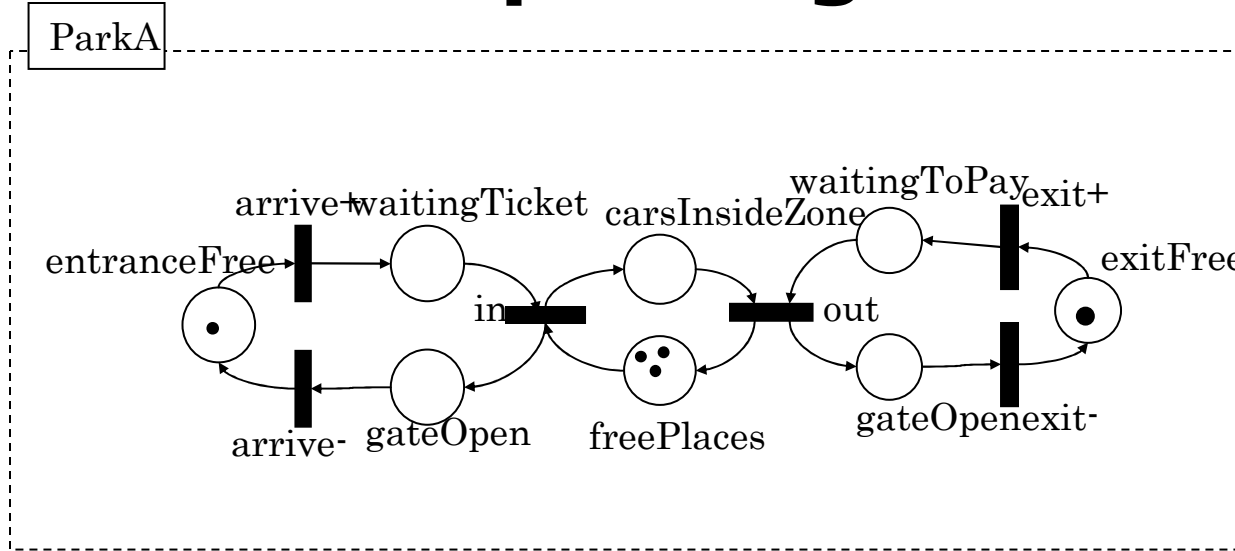 ParkA
waitingToPay
exit+
arrive+
waitingTicket
carsInsideZone
entranceFree
exitFree
in
out
gateOpen
exit-
arrive-
gateOpen
freePlaces